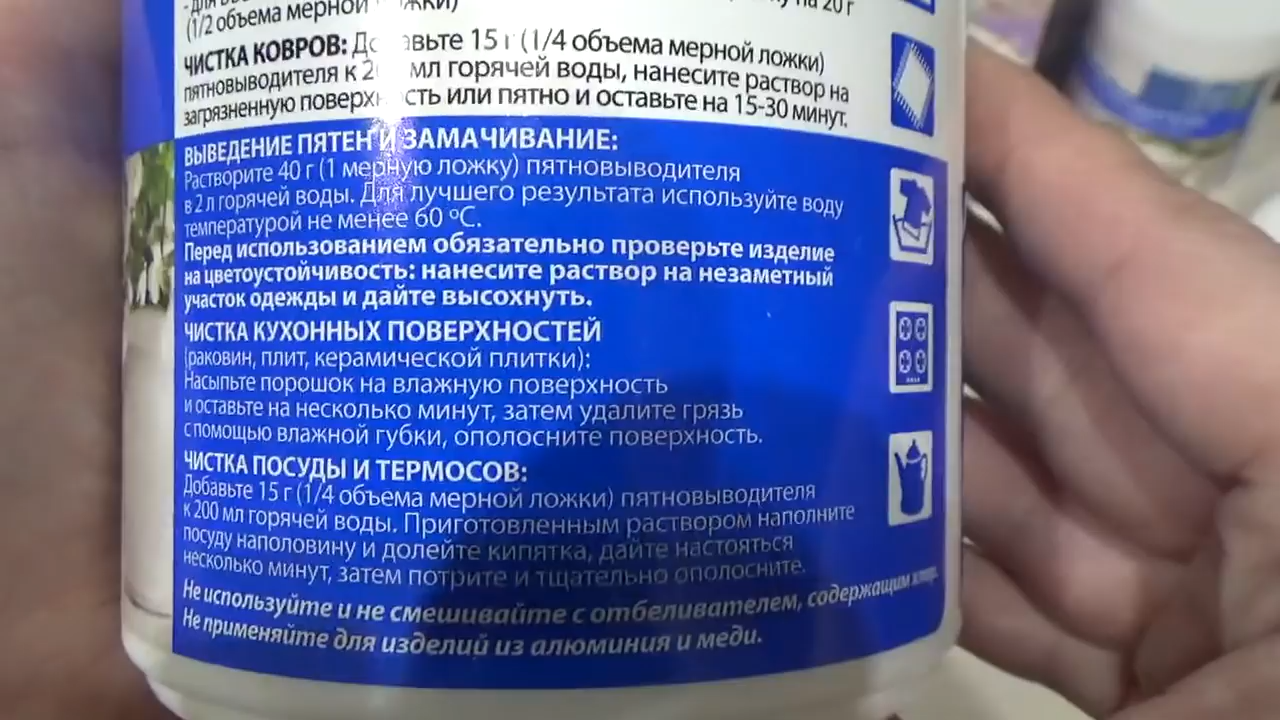 (1/2 объема мерной
на 20 г
ЧИСТКА КОВРОВ: Добавьте 15 г (1/4 объема мерной ложки)
пятновыводителя к мл горячей воды, нанесите раствор на
загрязненную поверхность или пятно и оставьте на 15-30 минут.
ВЫВЕДЕНИЕ ПЯТЕН И ЗАМАЧИВАНИЕ:
Растворите 40 г (1 мерную ложку) пятновыводителя
в 2 л горячей воды. Для лучшего результата используйте воду
температурой не менее 60 ºС.
Перед использованием обязательно проверьте изделие
на цветоустойчивость: нанесите раствор на незаметный
участок одежды и дайте высохнуть.
ЧИСТКА КУХОННЫХ ПОВЕРХНОСТЕЙ
(раковин, плит, керамической плитки):
Насыпьте порошок на влажную поверхность
и оставьте на несколько минут, затем удалите грязь
с помощью влажной губки, ополосните поверхность.
ЧИСТКА ПОСУДЫ И ТЕРМОСОВ:
Добавьте 15 г (1/4 объема мерной ложки) пятновыводителя
к 200 мл горячей воды. Приготовленным раствором наполните
посуду наполовину и долейте кипятка, дайте настояться
несколько минут, затем потрите и тщательно ополосните.
Не используйте и не смешивайте с отбеливателем, содержащим хлор.
Не применяйте для изделий из алюминия и меди.